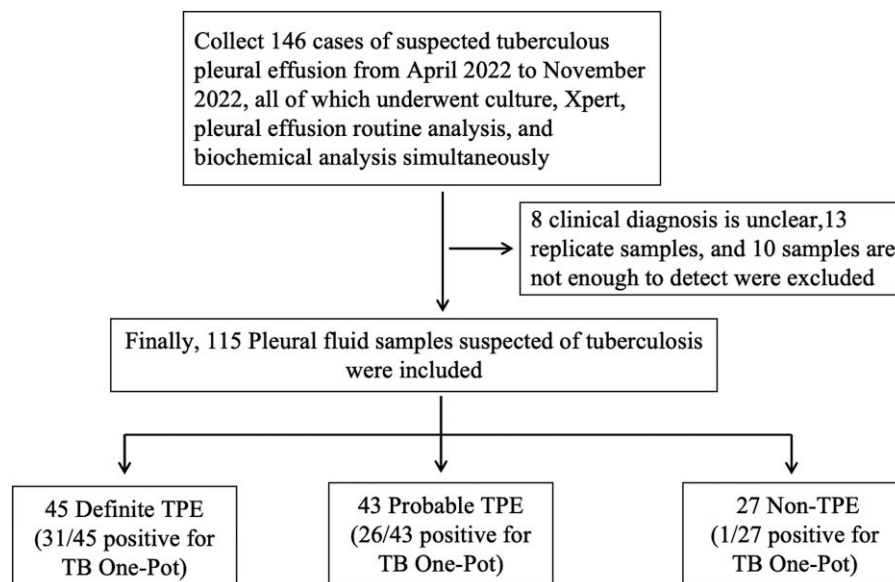 Collect 146 cases of suspected tuberculous
pleural effusion from April 2022 to November
2022, all of which underwent culture, Xpert,
pleural effusion routine analysis, and
biochemical analysis simultaneously
8 clinical diagnosis is unclear,13
replicate samples, and 10 samples are
not enough to detect were excluded
Finally, 115 Pleural fluid samples suspected of tuberculosis
were included
45 Definite TPE
(31/45 positive for
TB One-Pot)
43 Probable TPE
(26/43 positive for
TB One-Pot)
27 Non-TPE
(1/27 positive for
TB One-Pot)